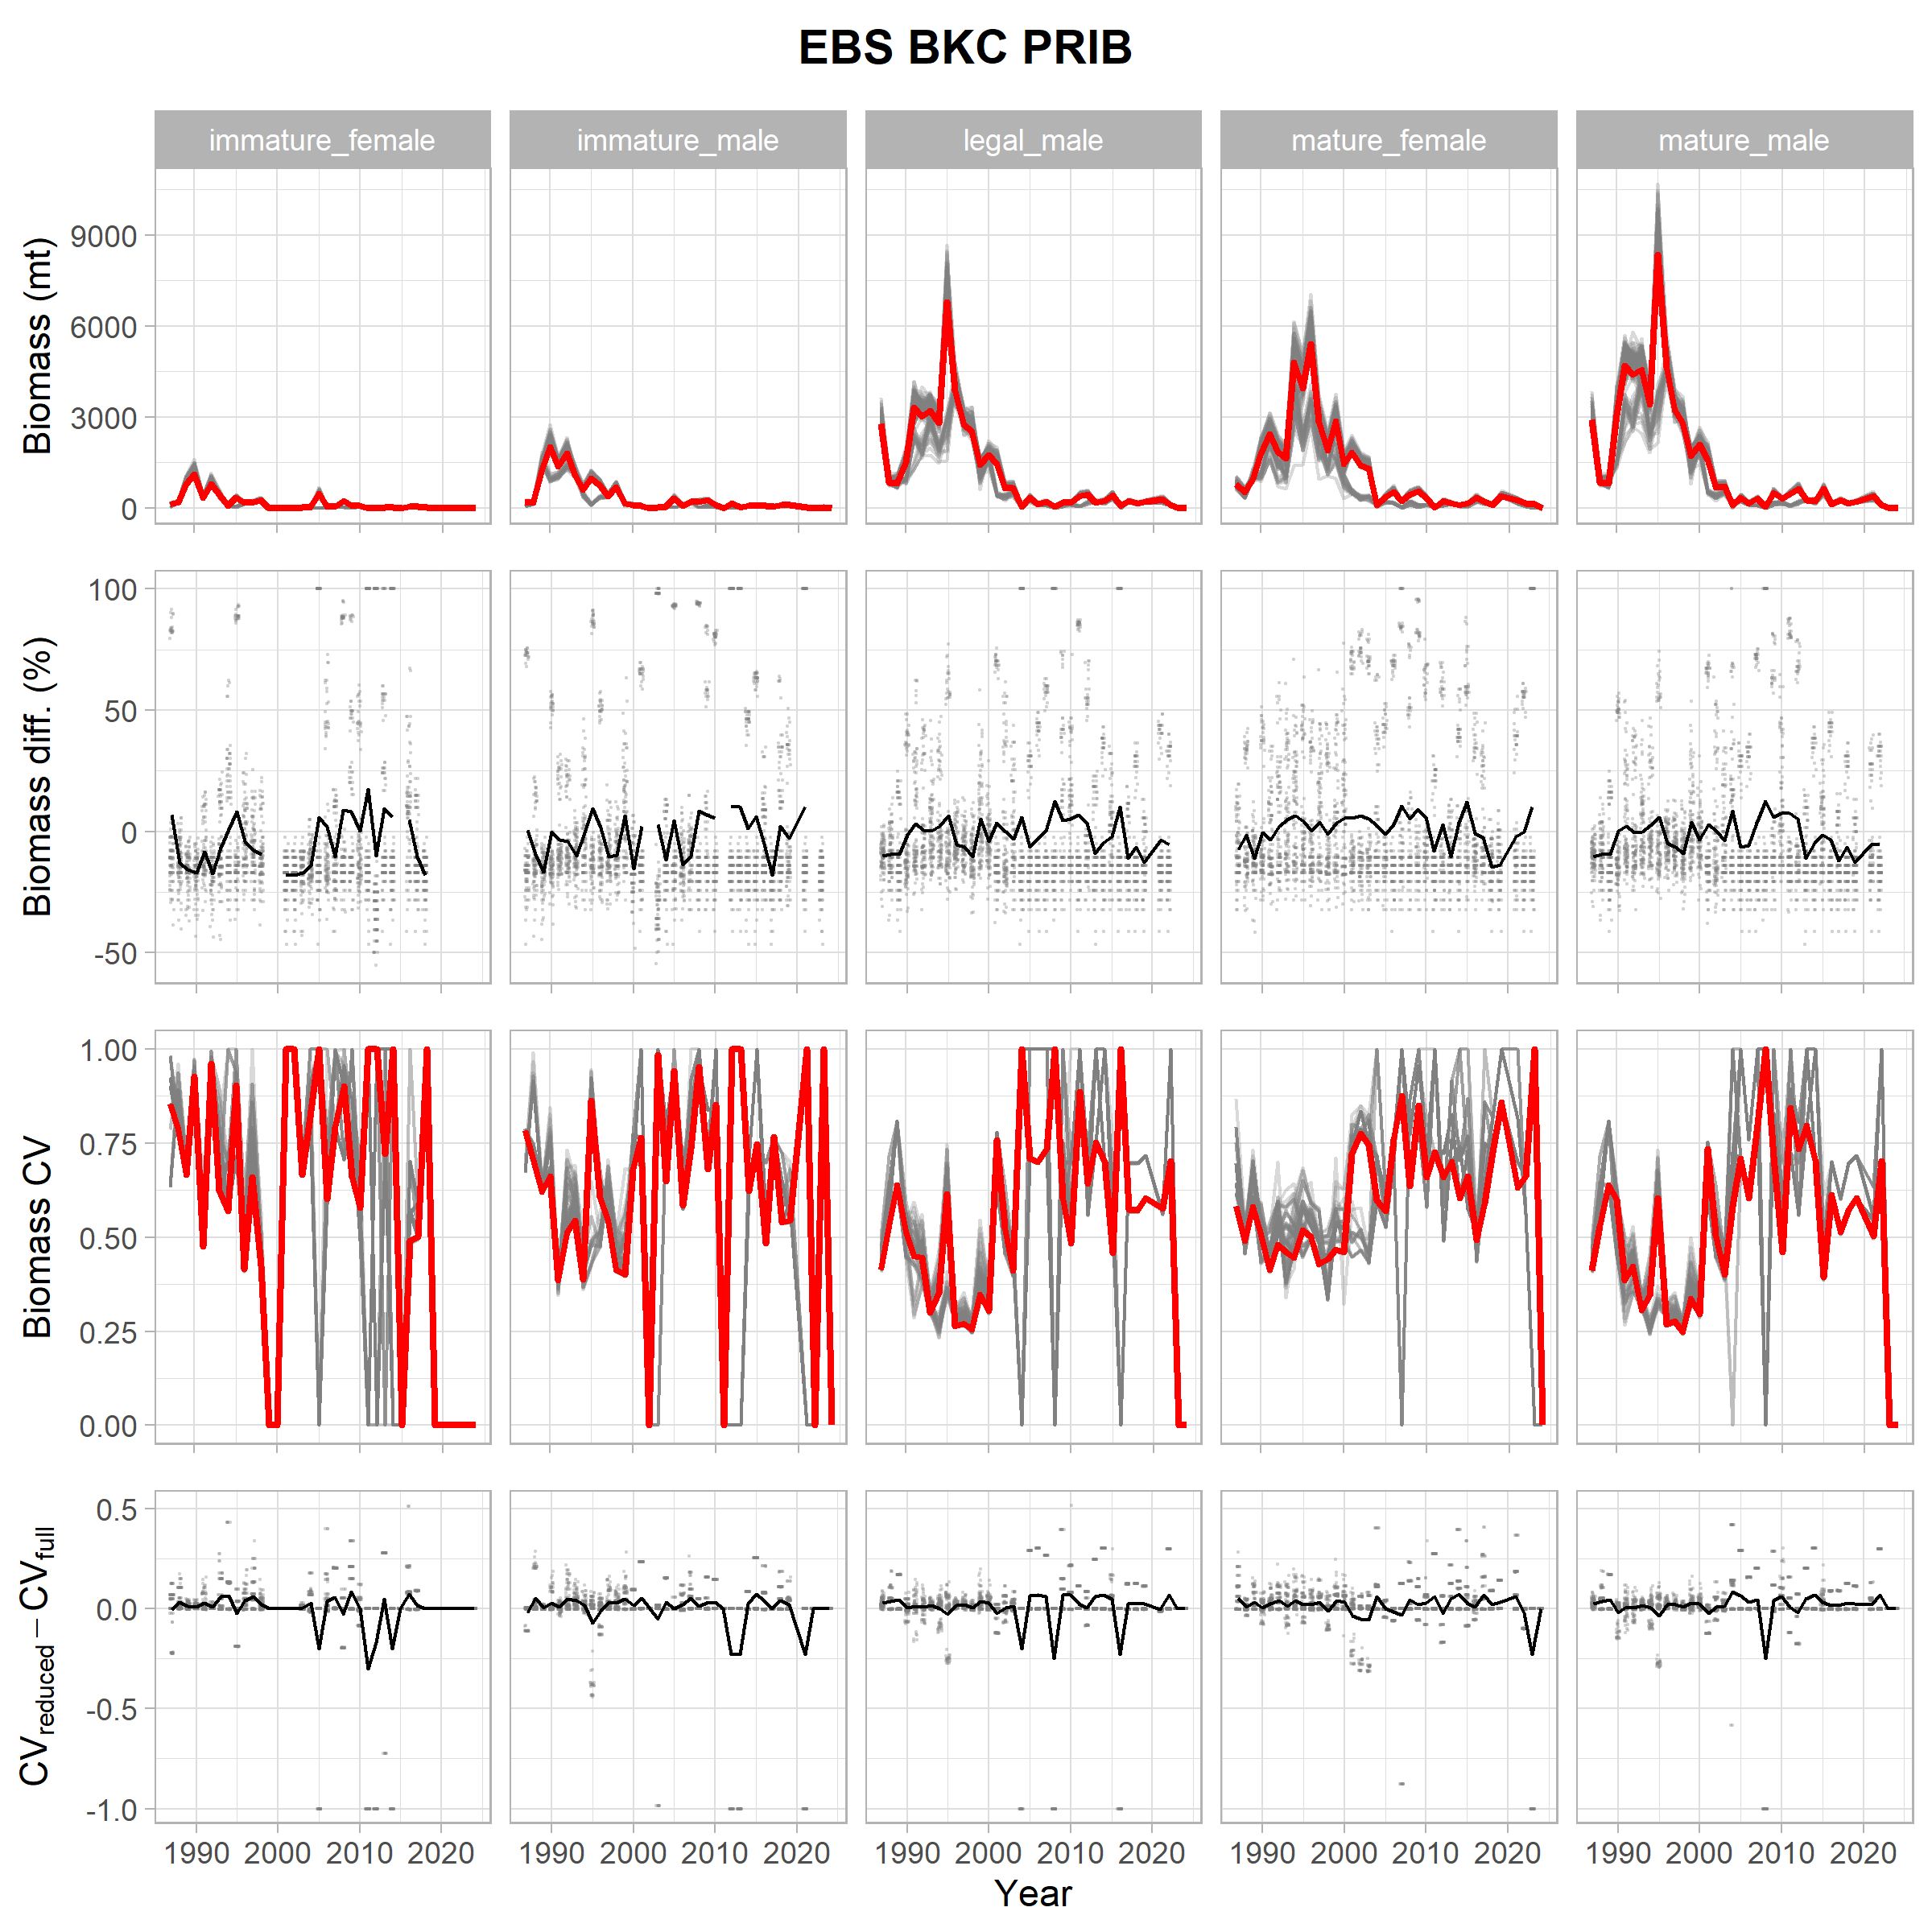 EBS BKC PRIB
immature_female immature_male legal_male mature_female mature_male
Biomass (mt)
9000
6000
3000
0
Biomass diff. (%)
100
50
0
-50
Biomass CV
1.00
0.75
0.50
0.25
0.00
CVreduced − CVfull
0.5
0.0
-0.5
-1.0
1990 2000 2010 2020 1990 2000 2010 2020 1990 2000 2010 2020 1990 2000 2010 2020 1990 2000 2010 2020
Year